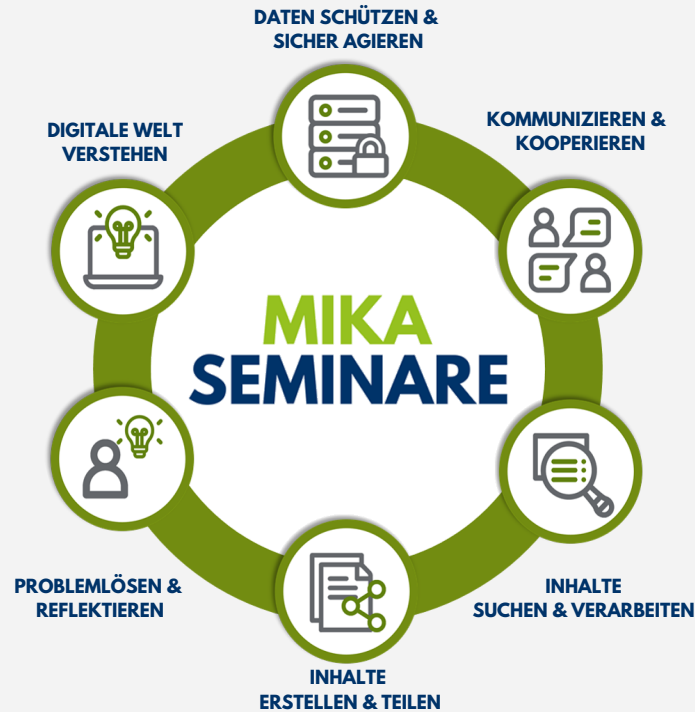 DATEN SCHÜTZEN &
SICHER AGIEREN
KOMMUNIZIEREN &
KOOPERIEREN
DIGITALE WELT
VERSTEHEN
MIKA
SEMINARE
PROBLEMLÖSEN &
REFLEKTIEREN
INHALTE
SUCHEN & VERARBEITEN
INHALTE
ERSTELLEN & TEILEN